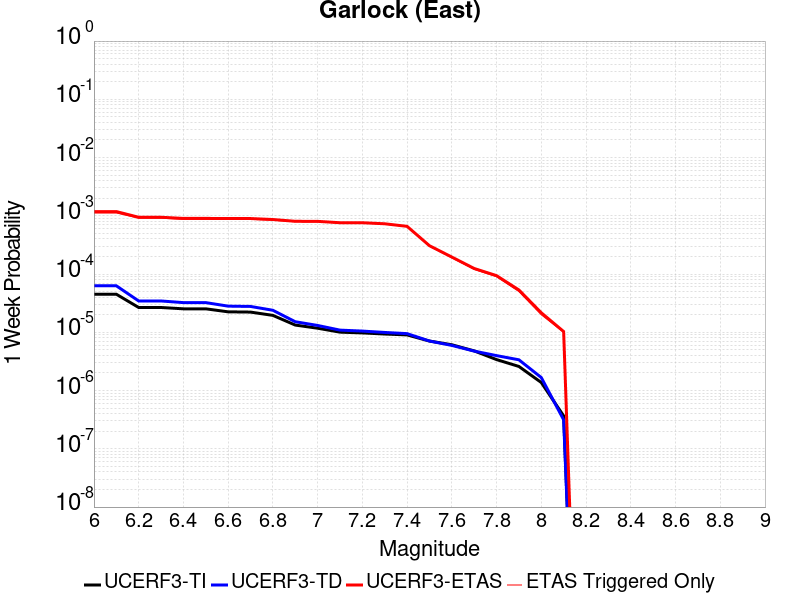 Garlock (East)
10^0
10^-1
10^-2
10^-3
10^-4
10^-5
10^-6
10^-7
10^-8
1 Week Probability
6 6.2 6.4 6.6 6.8 7 7.2 7.4 7.6 7.8 8 8.2 8.4 8.6 8.8 9
Magnitude
UCERF3-TI UCERF3-TD UCERF3-ETAS ETAS Triggered Only